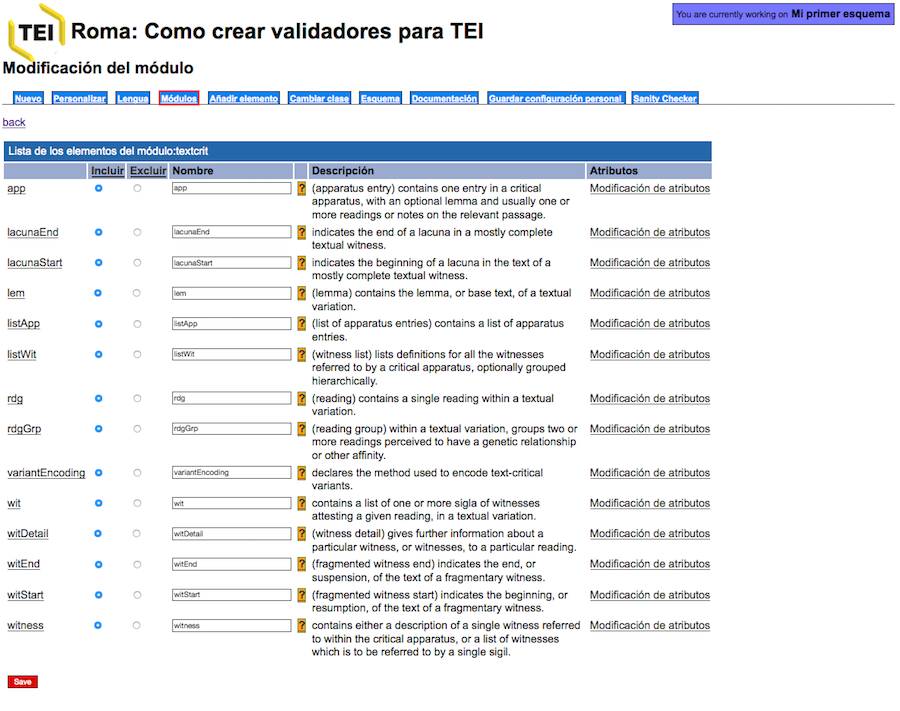 TEI Roma: Como crear validadores para TEI
You are currently working on Mi primer esquema
Modificación del módulo
Nuevo Personalizar Lengua Módulos Añadir elemento Cambiar clase Esquema Documentación Guardar configuración personal Sanity Checker
back
Lista de los elementos del módulo:textcrit
Incluir Excluir Nombre Descripción Atributos
app app ? (apparatus entry) contains one entry in a critical Modificación de atributos
apparatus, with an optional lemma and usually one or
more readings or notes on the relevant passage.
lacunaEnd lacunaEnd ? indicates the end of a lacuna in a mostly complete Modificación de atributos
textual witness.
lacunaStart lacunaStart ? indicates the beginning of a lacuna in the text of a Modificación de atributos
mostly complete textual witness.
lem lem ? (lemma) contains the lemma, or base text, of a textual Modificación de atributos
variation.
listApp listApp ? (list of apparatus entries) contains a list of apparatus Modificación de atributos
entries.
listWit listWit ? (witness list) lists definitions for all the witnesses Modificación de atributos
referred to by a critical apparatus, optionally grouped
hierarchically.
rdg rdg ? (reading) contains a single reading within a textual Modificación de atributos
variation.
rdgGrp rdgGrp ? (reading group) within a textual variation, groups two or Modificación de atributos
more readings perceived to have a genetic relationship
or other affinity.
variantEncoding variantEncoding ? declares the method used to encode text-critical Modificación de atributos
variants.
wit wit ? contains a list of one or more sigla of witnesses Modificación de atributos
attesting a given reading, in a textual variation.
witDetail witDetail ? (witness detail) gives further information about a Modificación de atributos
particular witness, or witnesses, to a particular reading.
witEnd witEnd ? (fragmented witness end) indicates the end, or Modificación de atributos
suspension, of the text of a fragmentary witness.
witStart witStart ? (fragmented witness start) indicates the beginning, or Modificación de atributos
resumption, of the text of a fragmentary witness.
witness witness ? contains either a description of a single witness referred Modificación de atributos
to within the critical apparatus, or a list of witnesses
which is to be referred to by a single sigil.
Save